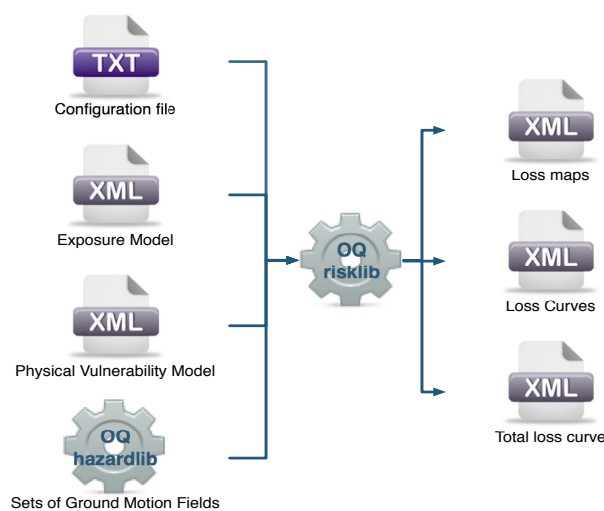 TXT
Configuration file
XML
Exposure Model
XML
Physical Vulnerability Model
OQ
hazardlib
Sets of Ground Motion Fields
OQ
risklib
XML
Loss maps
XML
Loss Curves
XML
Total loss curve